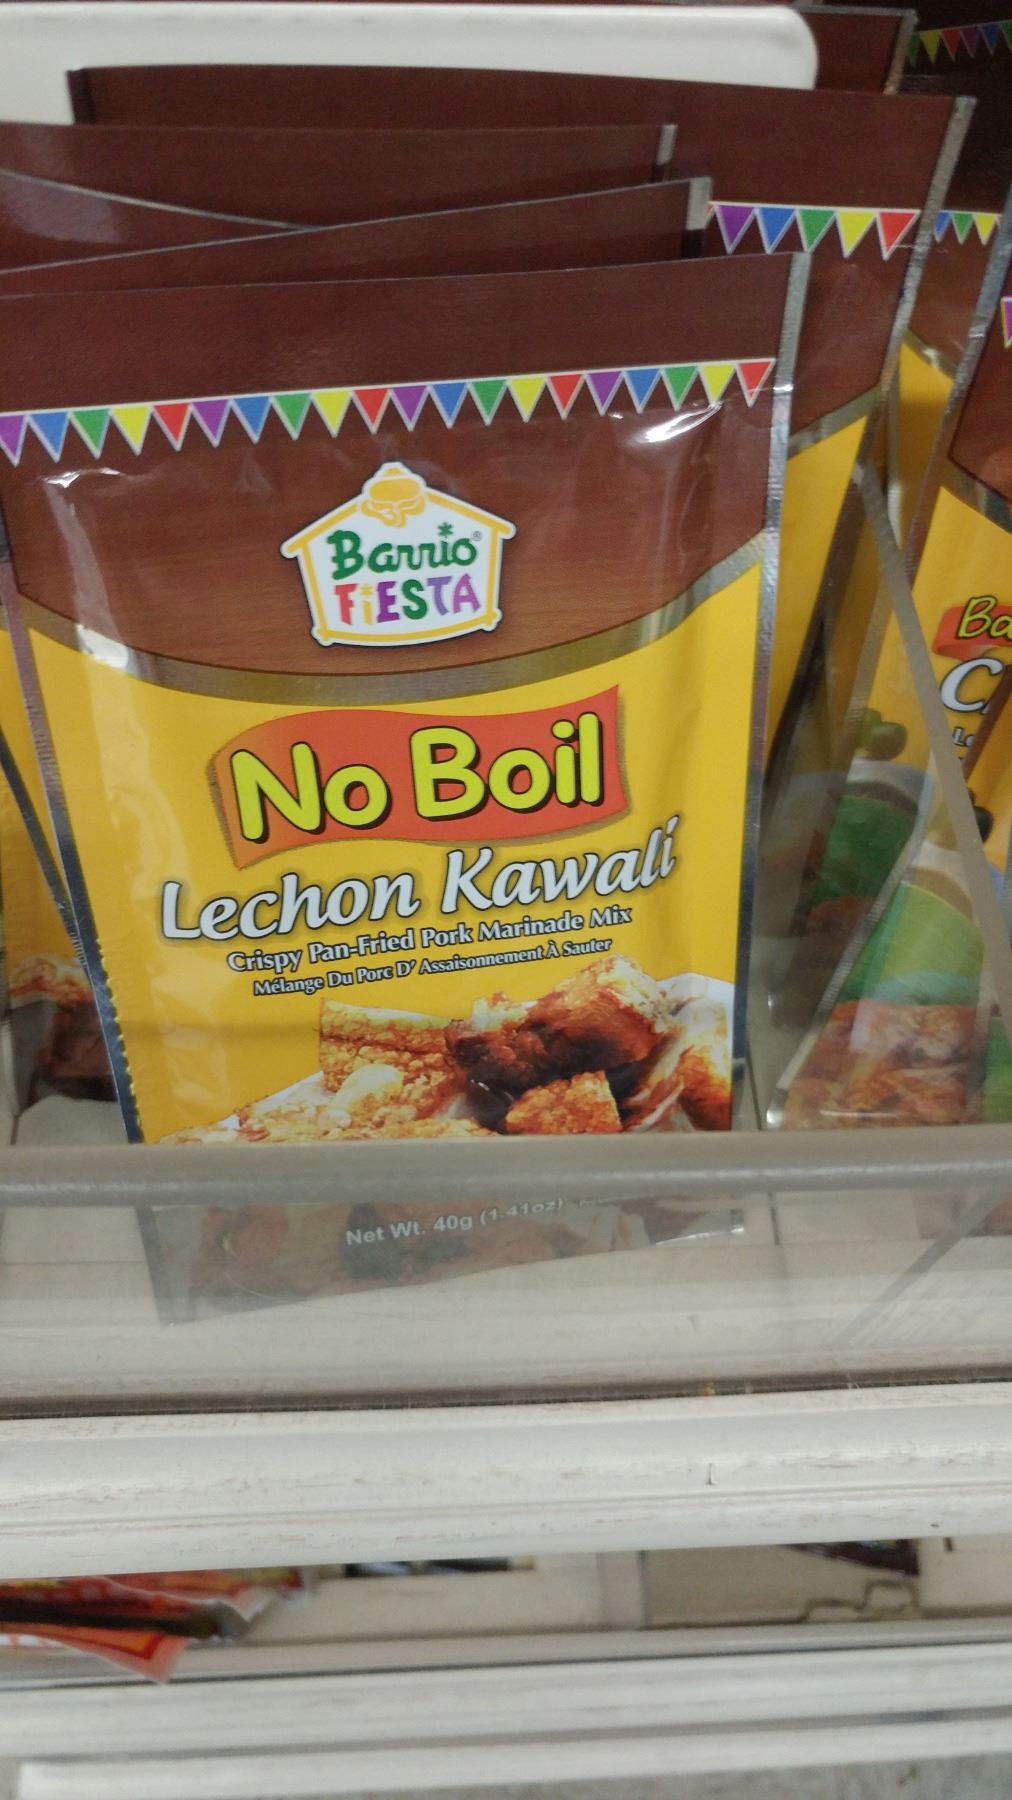 Barrio®
FiESTA
No Boil
Lechon Kawali
Crispy Pan-Fried Pork Marinade Mix
Mélange Du Porc D' Assaisonnement À Sauter
Net Wt. 40g (1.41oz)